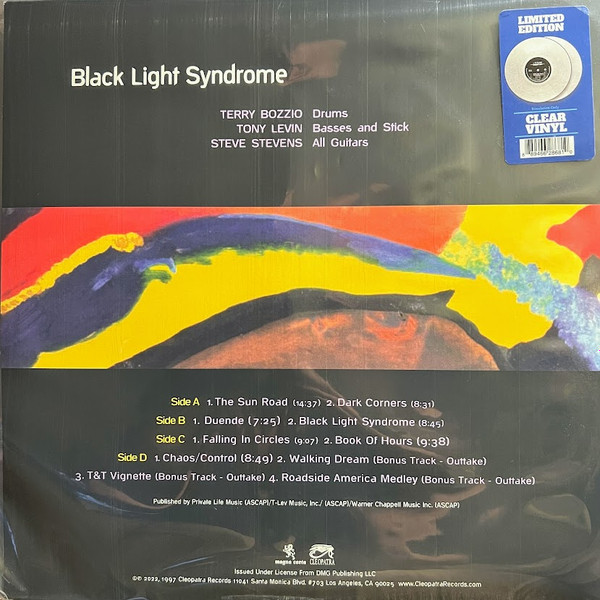 LIMITED
EDITION
CLEAR
VINYL
Black Light Syndrome
TERRY BOZZIO Drums
TONY LEVIN Basses and Stick
STEVE STEVENS All Guitars
Side A 1. The Sun Road (14:37) 2. Dark Corners (8:31)
Side B 1. Duende (7:25) 2. Black Light Syndrome (8:45)
Side C 1. Falling In Circles (9:07) 2. Book Of Hours (9:38)
Side D 1. Chaos/Control (8:49) 2. Walking Dream (Bonus Track - Outtake)
3. T&T Vignette (Bonus Track - Outtake) 4. Roadside America Medley (Bonus Track - Outtake)
Published by Private Life Music (ASCAP)/T-Lev Music, Inc./ (ASCAP)/Warner Chappell Music Inc. (ASCAP)
magna carta CLEOPATRA
Issued Under License From DMG Publishing LLC
©℗ 2022, 1997 Cleopatra Records 11041 Santa Monica Blvd. #703 Los Angeles, CA 90025 www.CleopatraRecords.com